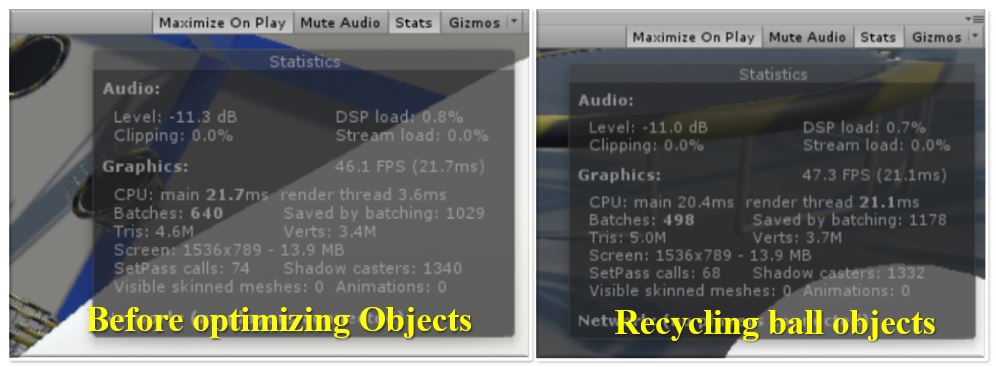 Maximize On Play Mute Audio Stats Gizmos
Statistics
Audio:
Level: -11.3 dB DSP load: 0.8%
Clipping: 0.0% Stream load: 0.0%
Graphics: 46.1 FPS (21.7ms)
CPU: main 21.7ms render thread 3.6ms
Batches: 640 Saved by batching: 1029
Tris: 4.6M Verts: 3.4M
Screen: 1536x789 - 13.9 MB
SetPass calls: 74 Shadow casters: 1340
Visible skinned meshes: 0 Animations: 0
Before optimizing Objects
Maximize On Play Mute Audio Stats Gizmos
Statistics
Audio:
Level: -11.0 dB DSP load: 0.7%
Clipping: 0.0% Stream load: 0.0%
Graphics: 47.3 FPS (21.1ms)
CPU: main 20.4ms render thread 21.1ms
Batches: 498 Saved by batching: 1178
Tris: 5.0M Verts: 3.7M
Screen: 1536x789 - 13.9 MB
SetPass calls: 68 Shadow casters: 1332
Visible skinned meshes: 0 Animations: 0
Recycling ball objects